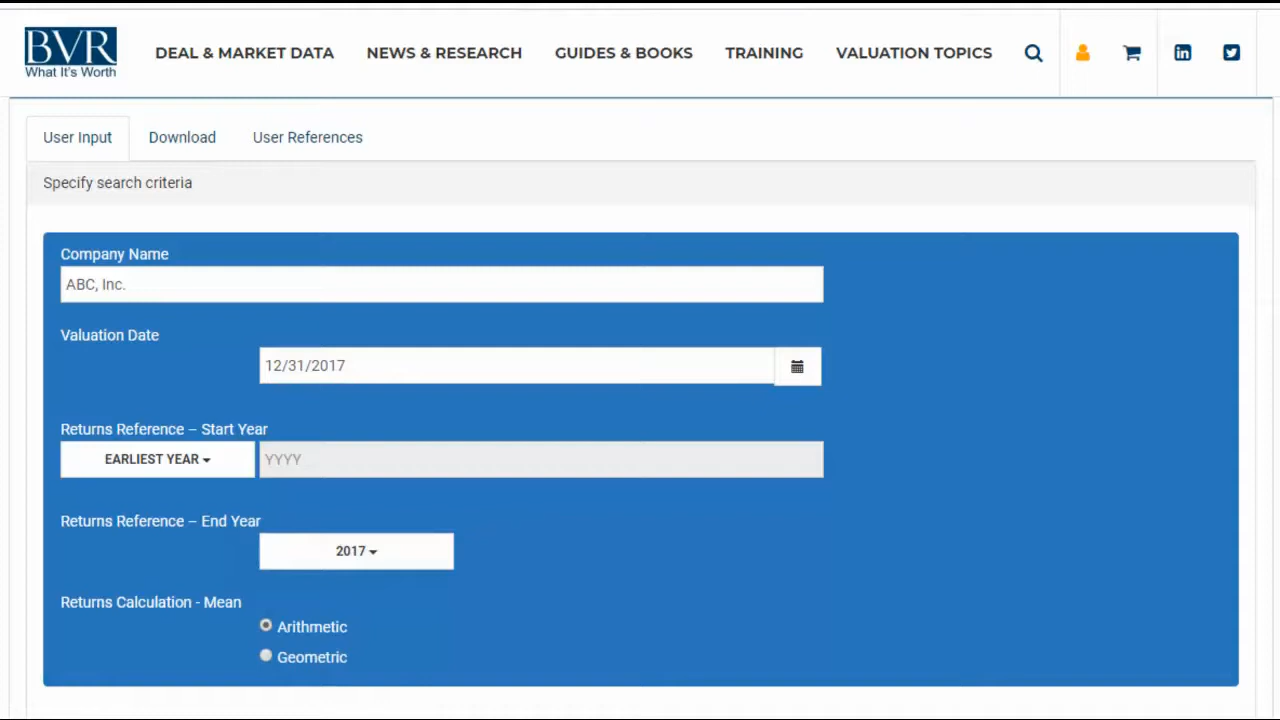 BVR
What It's Worth
DEAL & MARKET DATA NEWS & RESEARCH GUIDES & BOOKS TRAINING VALUATION TOPICS
User Input Download User References
Specify search criteria
Company Name
ABC, Inc.
Valuation Date
12/31/2017
Returns Reference – Start Year
EARLIEST YEAR YYYY
Returns Reference – End Year
2017
Returns Calculation - Mean
Arithmetic
Geometric